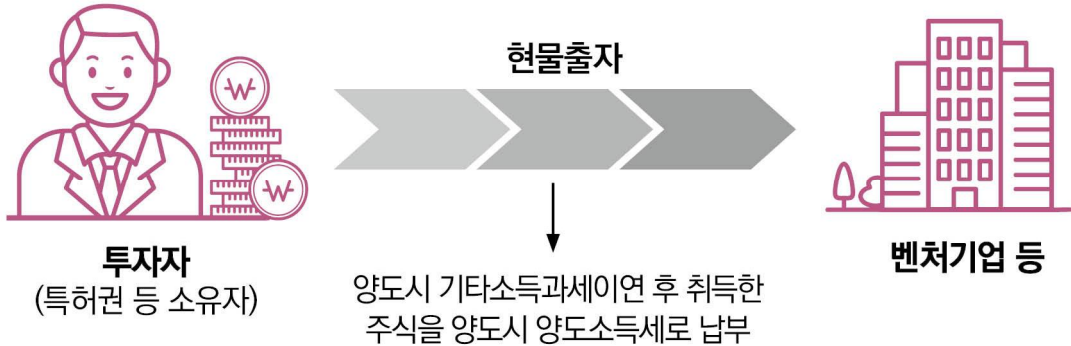 현물출자
투자자
(특허권 등 소유자)
양도시 기타소득과세이연 후 취득한
주식을 양도시 양도소득세로 납부
벤처기업 등